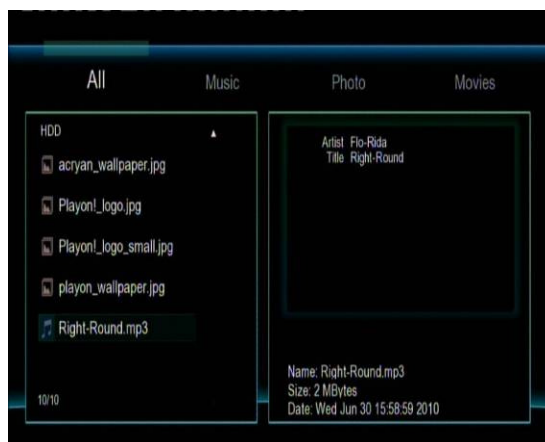 All Music Photo Movies
HDD
acryan_wallpaper.jpg
Playon!_logo.jpg
Playon!_logo_small.jpg
playon_wallpaper.jpg
Right-Round.mp3
10/10
Artist Flo-Rida
Title Right-Round
Name: Right-Round.mp3
Size: 2 MBytes
Date: Wed Jun 30 15:58:59 2010